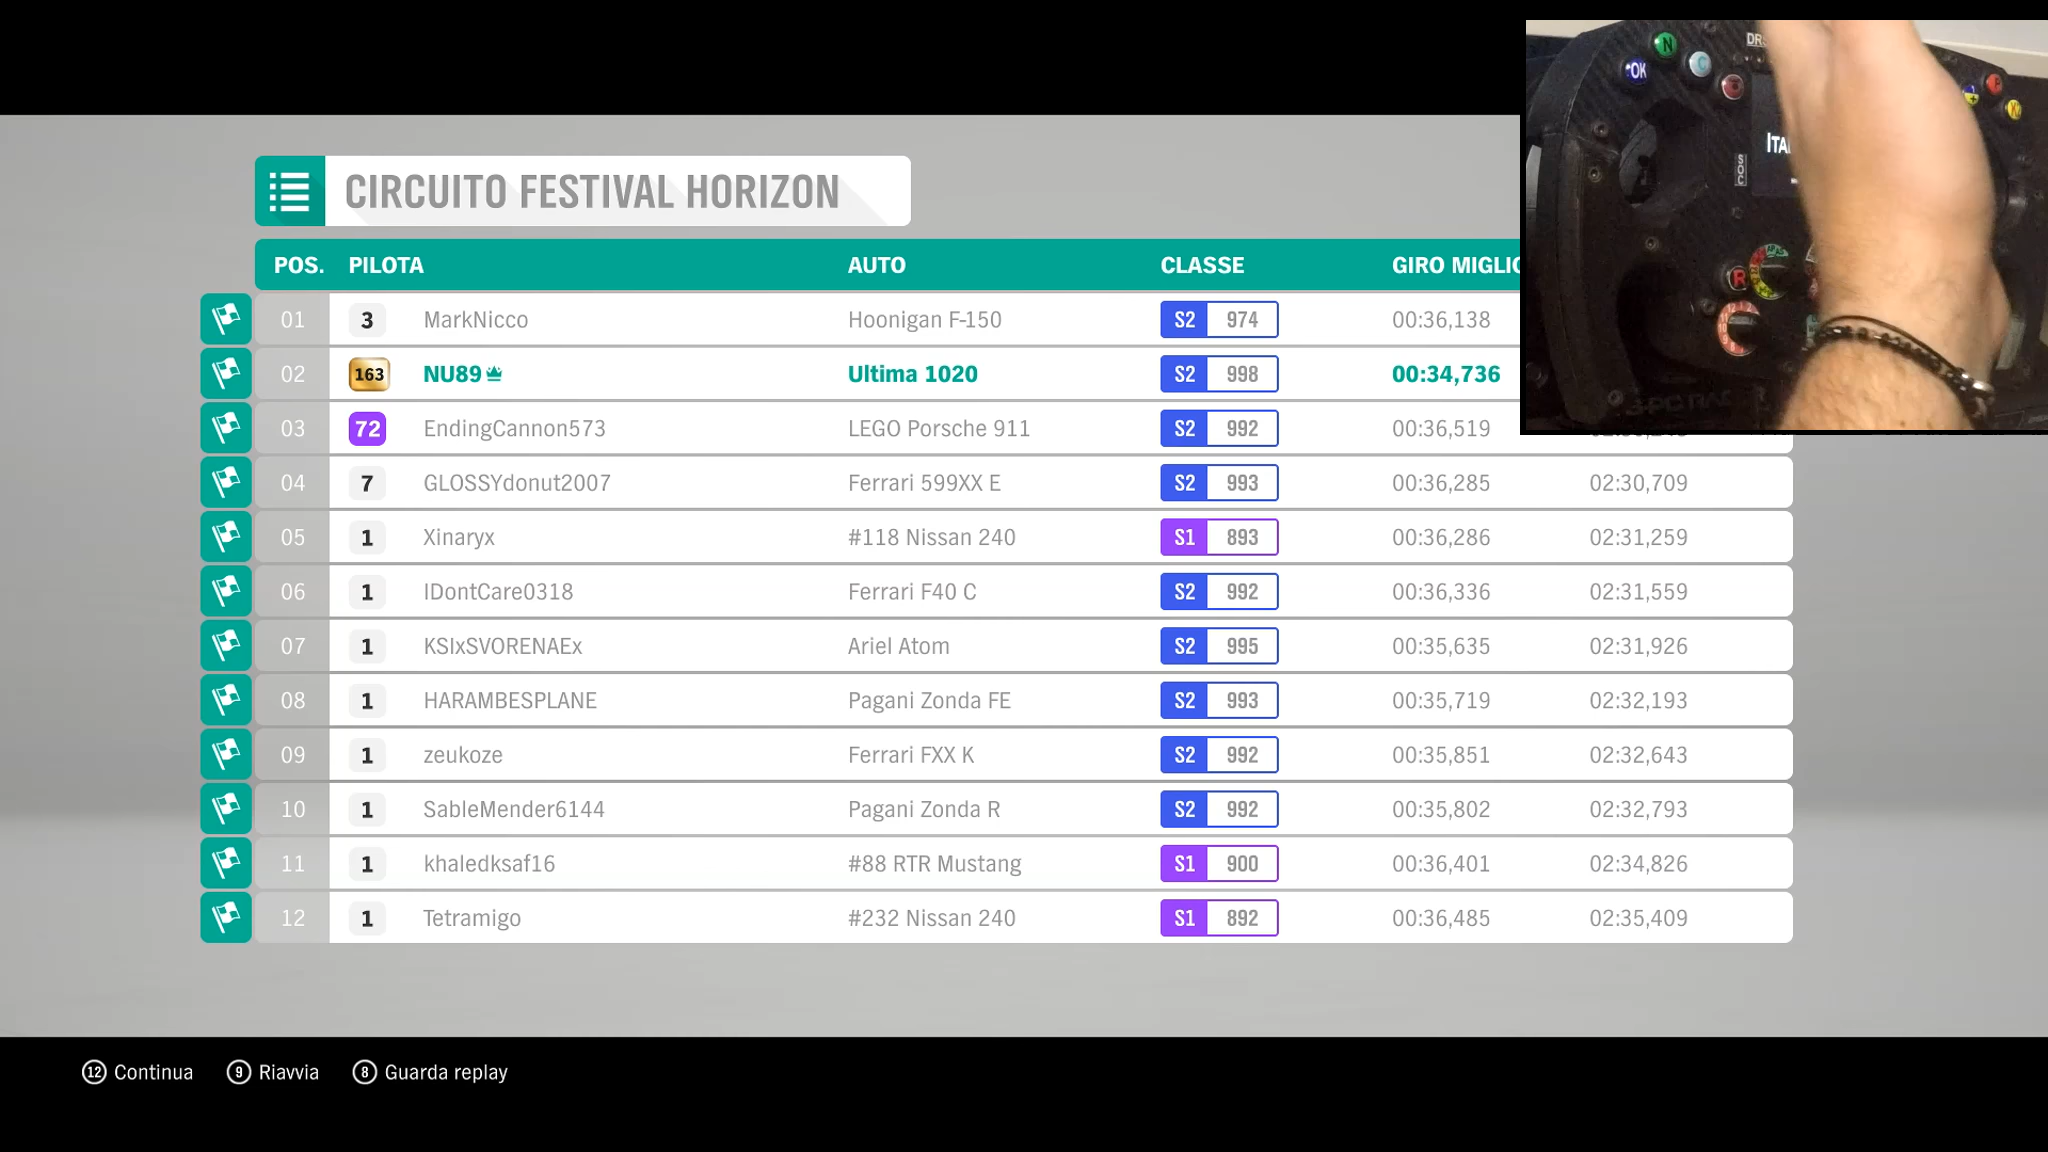 CIRCUITO FESTIVAL HORIZON
POS. PILOTA AUTO CLASSE GIRO
01 3 MarkNicco Hoonigan F-150 S2 974 00:36,138
02 163 NU89 Ultima 1020 S2 998 00:34,736
03 72 EndingCannon573 LEGO Porsche 911 S2 992 00:36,519
04 7 GLOSSYdonut2007 Ferrari 599XX E S2 993 00:36,285 02:30,709
05 1 Xinaryx #118 Nissan 240 S1 893 00:36,286 02:31,259
06 1 IDontCare0318 Ferrari F40 C S2 992 00:36,336 02:31,559
07 1 KSIxSVORENAEx Ariel Atom S2 995 00:35,635 02:31,926
08 1 HARAMBESPLANE Pagani Zonda FE S2 993 00:35,719 02:32,193
09 1 zeukoze Ferrari FXX K S2 992 00:35,851 02:32,643
10 1 SableMender6144 Pagani Zonda R S2 992 00:35,802 02:32,793
11 1 khaledksaf16 #88 RTR Mustang S1 900 00:36,401 02:34,826
12 1 Tetramigo #232 Nissan 240 S1 892 00:36,485 02:35,409
12 Continua 9 Riavvia 8 Guarda replay
N
OK
C
P
SOC
R